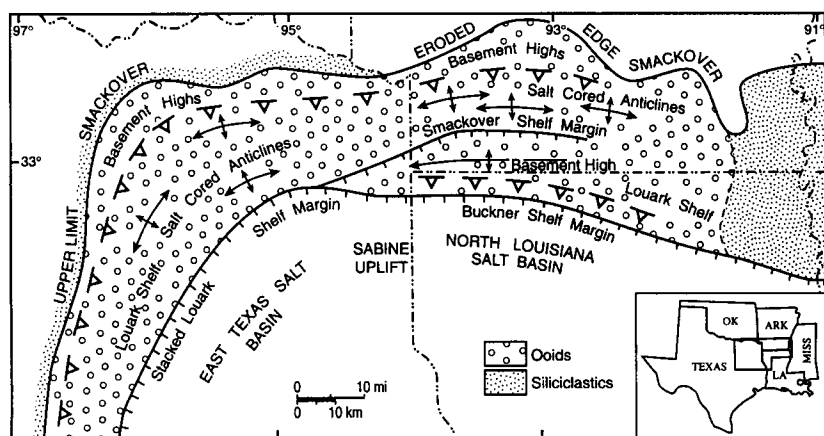 97°
95°
93°
91°
33°
ERODED
EDGE
SMACKOVER
SMACKOVER
UPPER LIMIT
Basement Highs
Basement Highs
Salt Cored Anticlines
Smackover Shelf Margin
Basement High
Salt Cored Anticlines
Louark Shelf
Louark Shelf
Shelf Margin
Stacked Louark
Buckner Shelf Margin
SABINE
UPLIFT
NORTH LOUISIANA
SALT BASIN
EAST TEXAS SALT
BASIN
Ooids
Siliciclastics
0 10 mi
0 10 km
OK
ARK
TEXAS
LA
MISS